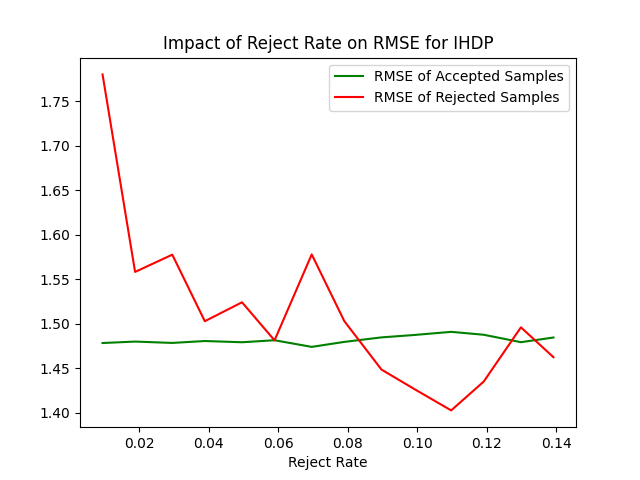 Impact of Reject Rate on RMSE for IHDP
RMSE of Accepted Samples
RMSE of Rejected Samples
1.75
1.70
1.65
1.60
1.55
1.50
1.45
1.40
0.02 0.04 0.06 0.08 0.10 0.12 0.14
Reject Rate